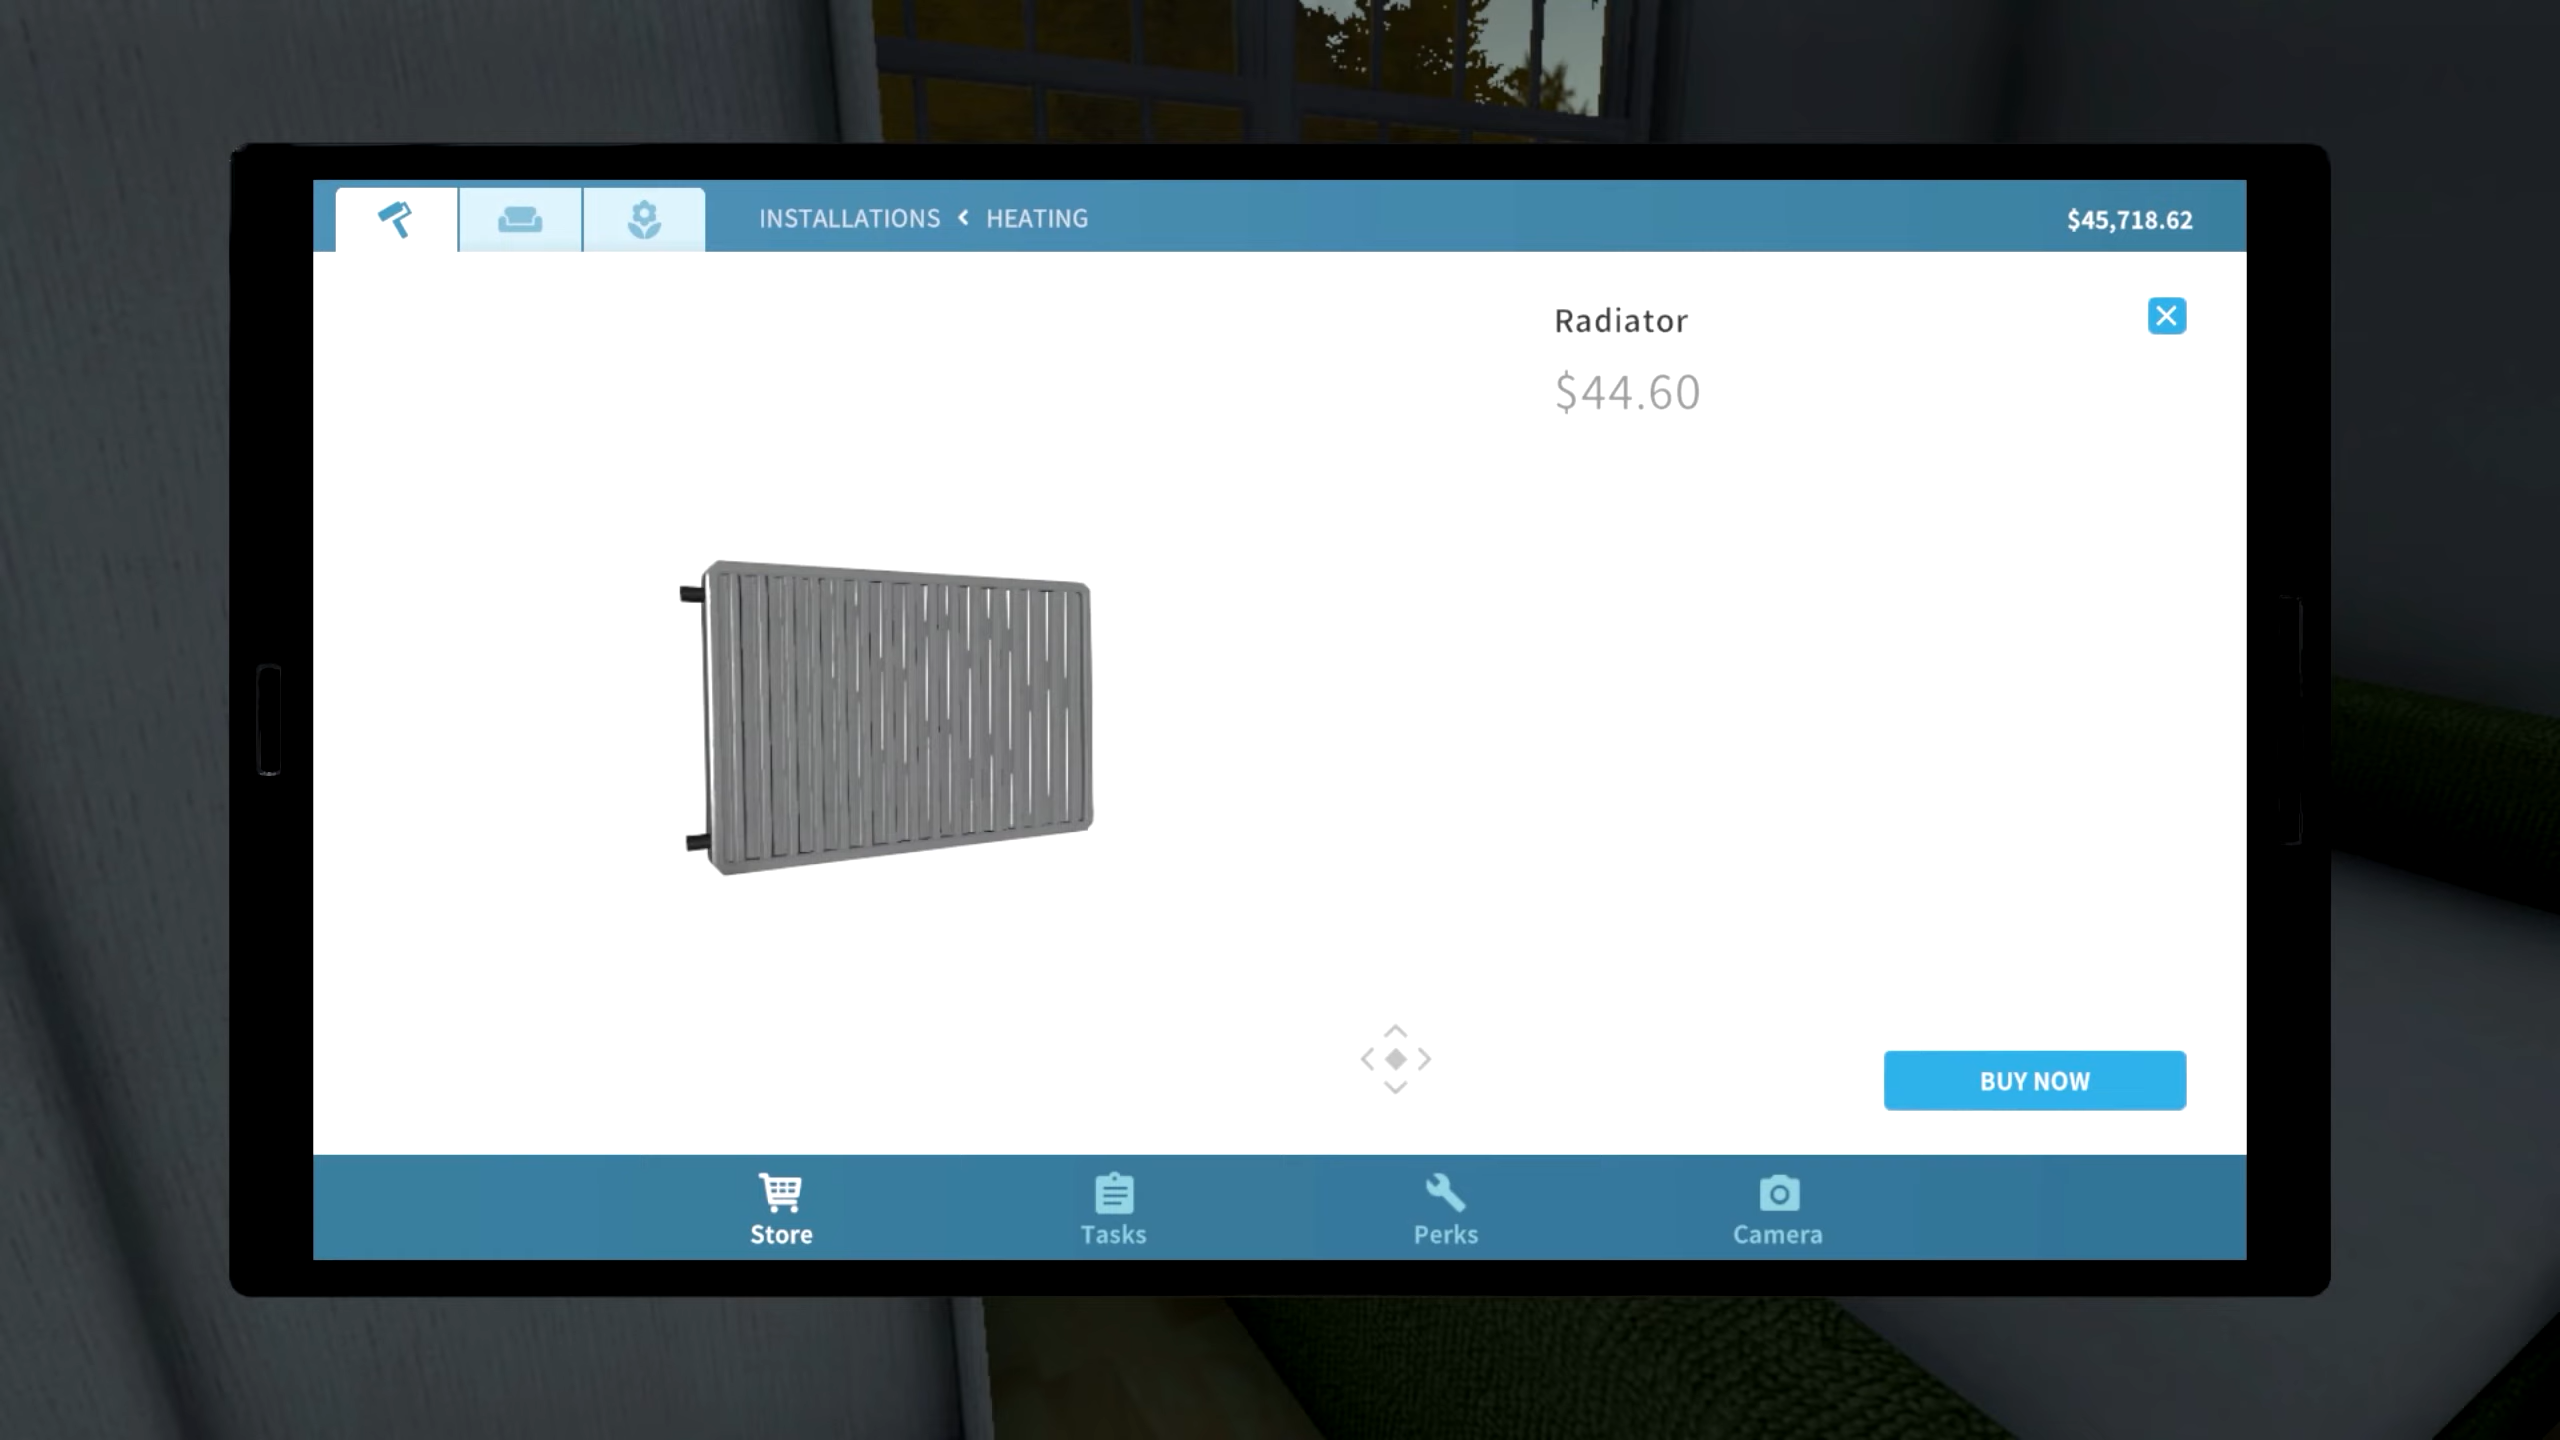 INSTALLATIONS < HEATING
$45,718.62
Radiator
$44.60
BUY NOW
Store
Tasks
Perks
Camera